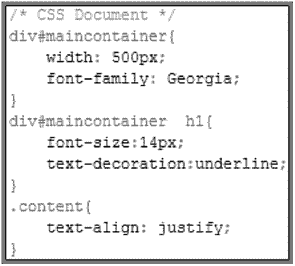 /* CSS Document */
div#maincontainer{
    width: 500px;
    font-family: Georgia;
}
div#maincontainer  h1{
    font-size:14px;
    text-decoration:underline;
}
.content{
    text-align: justify;
}